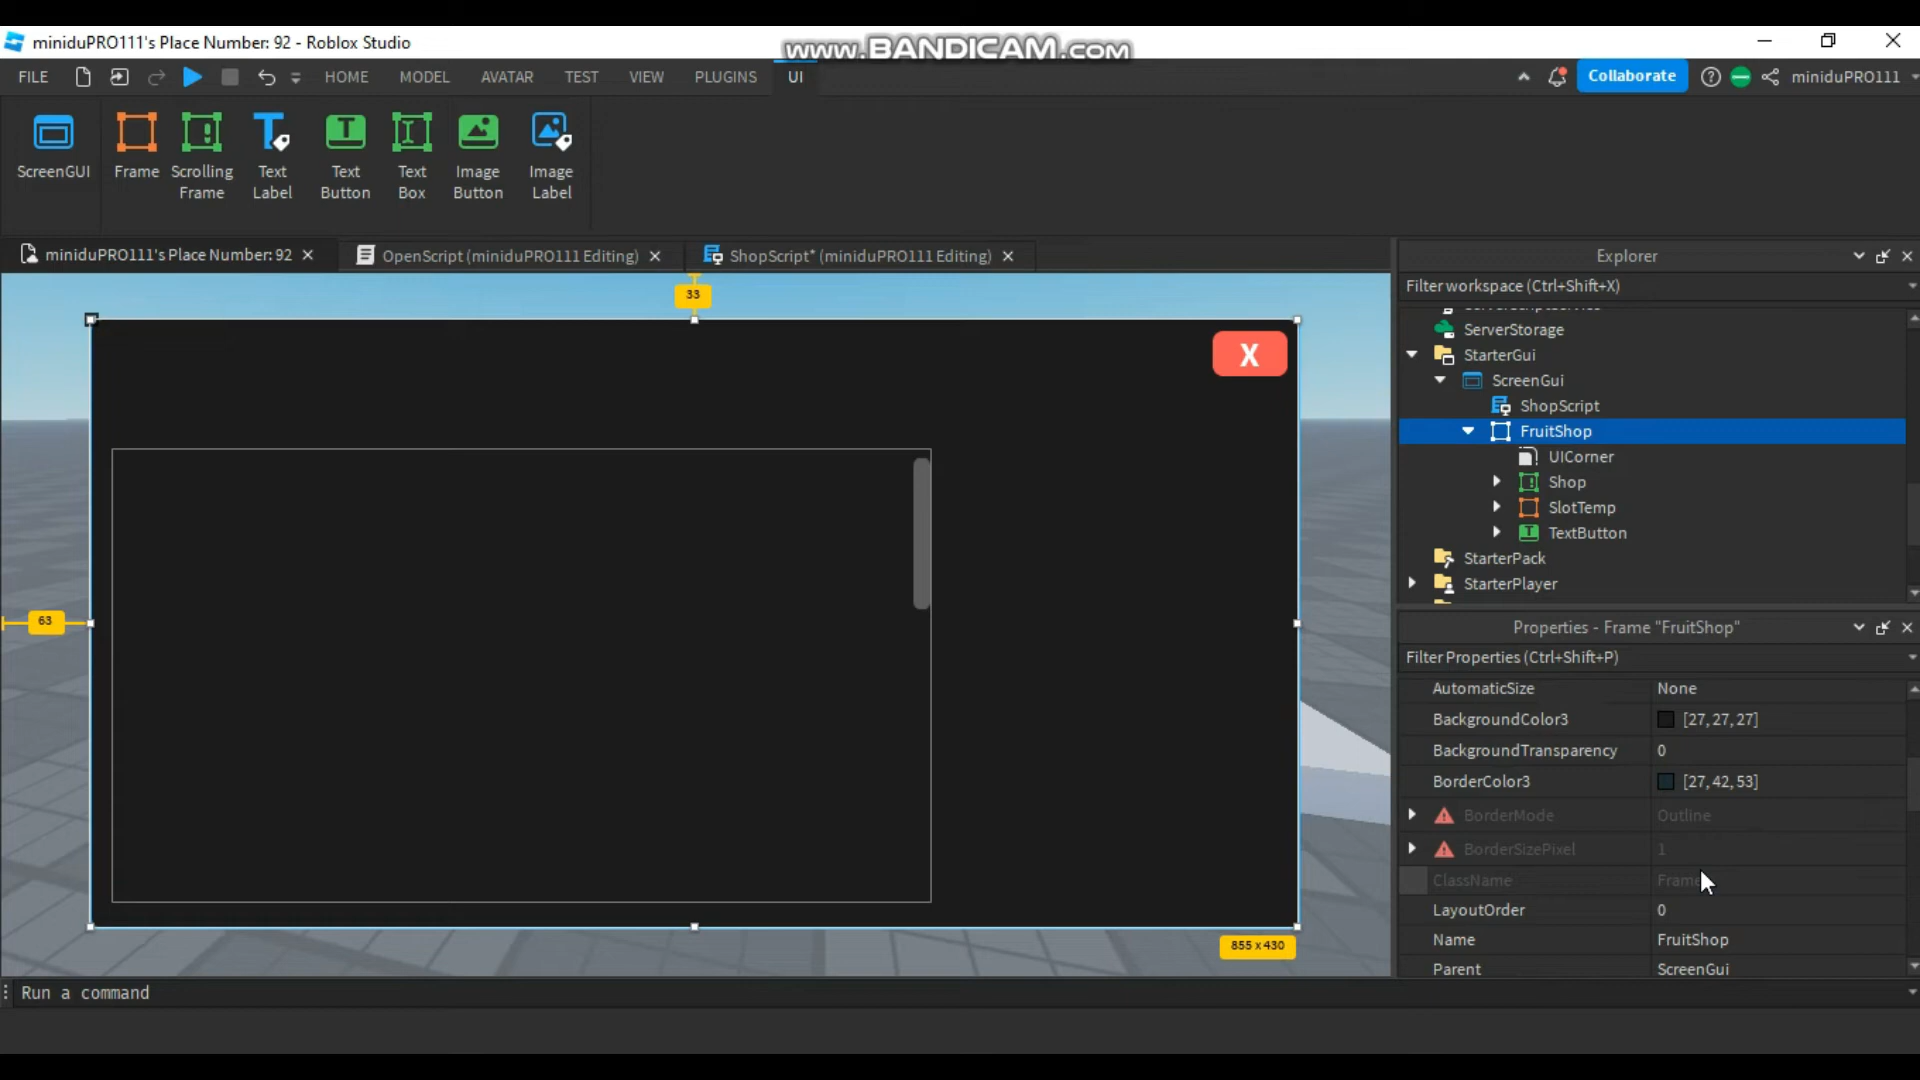 www.BANDICAM.com
miniduPRO111's Place Number: 92 - Roblox Studio
FILE
HOME
MODEL
AVATAR
TEST
VIEW
PLUGINS
UI
Collaborate
miniduPRO111
ScreenGUI
Frame
Scrolling
Frame
Text
Label
Text
Button
Text
Box
Image
Button
Image
Label
miniduPRO111's Place Number: 92
OpenScript (miniduPRO111 Editing)
ShopScript* (miniduPRO111 Editing)
33
X
63
855 x 430
Explorer
Filter workspace (Ctrl+Shift+X)
ServerScriptService
ServerStorage
StarterGui
ScreenGui
ShopScript
FruitShop
UICorner
Shop
SlotTemp
TextButton
StarterPack
StarterPlayer
Properties - Frame "FruitShop"
Filter Properties (Ctrl+Shift+P)
AutomaticSize None
BackgroundColor3 [27, 27, 27]
BackgroundTransparency 0
BorderColor3 [27, 42, 53]
BorderMode Outline
BorderSizePixel 1
ClassName Frame
LayoutOrder 0
Name FruitShop
Parent ScreenGui
Run a command